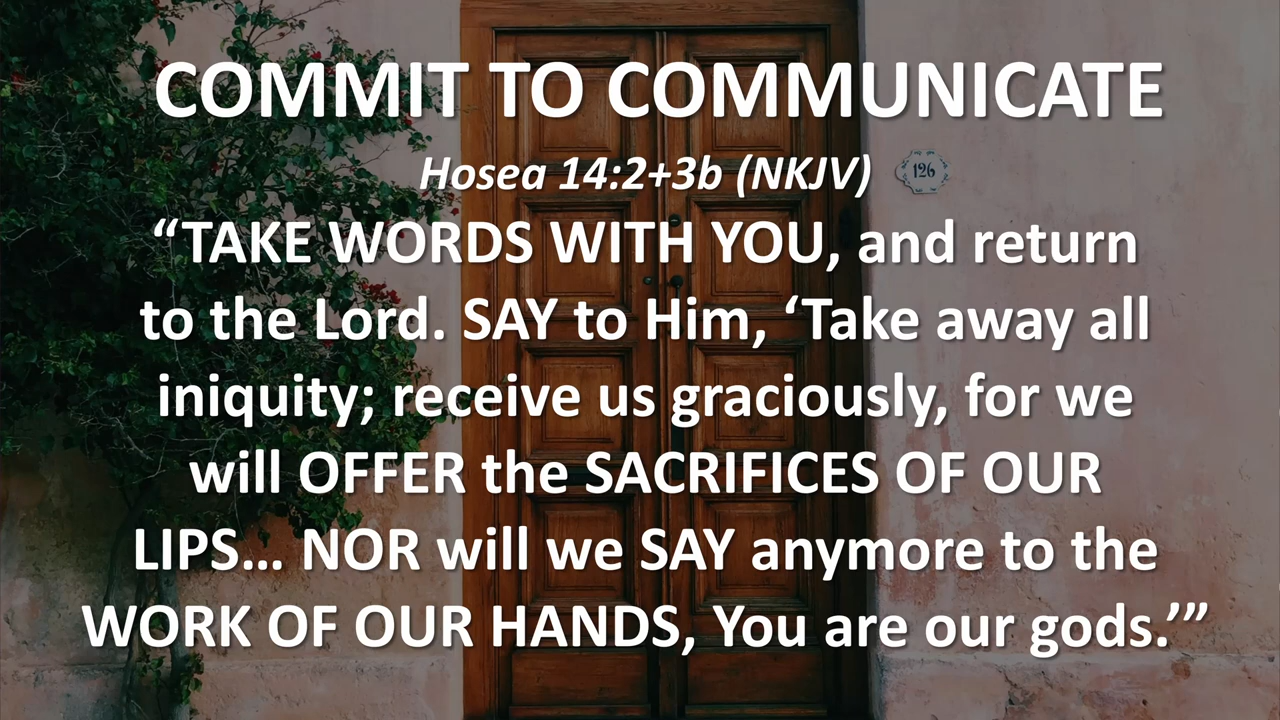 COMMIT TO COMMUNICATE
Hosea 14:2+3b (NKJV)
126
“TAKE WORDS WITH YOU, and return
to the Lord. SAY to Him, ‘Take away all
iniquity; receive us graciously, for we
will OFFER the SACRIFICES OF OUR
LIPS... NOR will we SAY anymore to the
WORK OF OUR HANDS, You are our gods.’”